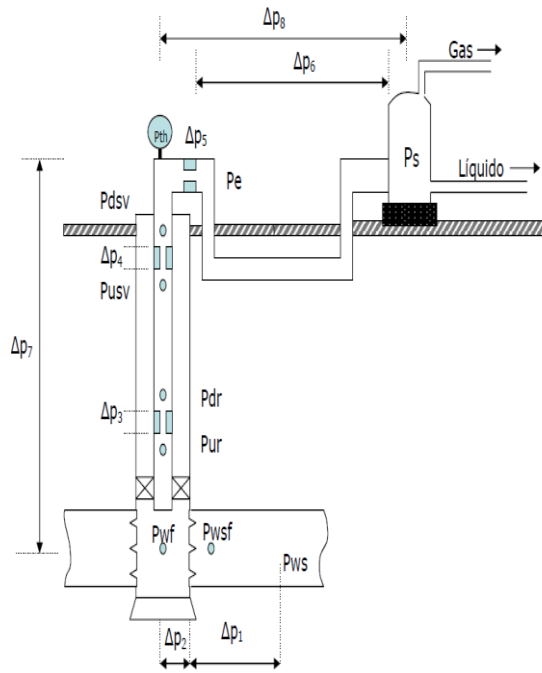 Δp₈
Gas
Δp₆
Pth
Δp₅
Ps
Líquido
Pe
Pdsv
Δp₄
Pusv
Δp₇
Pdr
Δp₃
Pur
Pwf
Pwsf
Pws
Δp₂
Δp₁